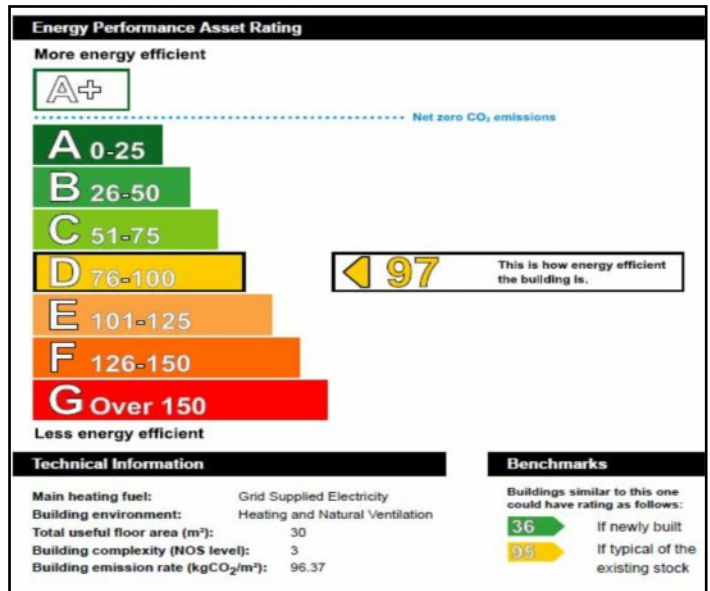 Energy Performance Asset Rating
More energy efficient
A+
Net zero CO₂ emissions
A 0-25
B 26-50
C 51-75
D 76-100
97
This is how energy efficient
the building is.
E 101-125
F 126-150
G Over 150
Less energy efficient
Technical Information
Main heating fuel: Grid Supplied Electricity
Building environment: Heating and Natural Ventilation
Total useful floor area (m²): 30
Building complexity (NOS level): 3
Building emission rate (kgCO₂/m²): 96.37
Benchmarks
Buildings similar to this one
could have rating as follows:
36 If newly built
95 If typical of the
existing stock